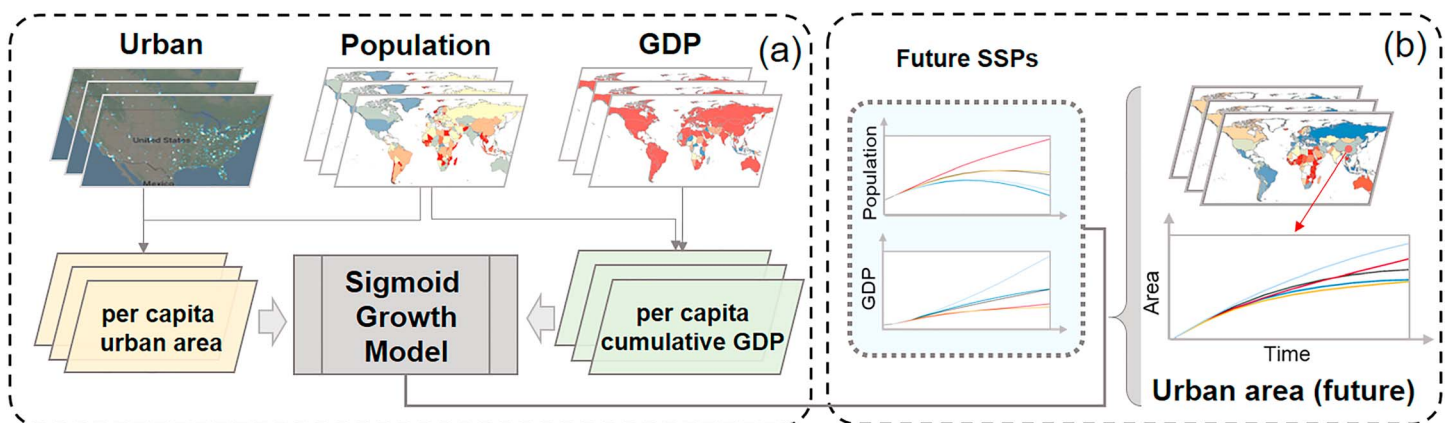 Urban
Population
GDP
(a)
United States
Mexico
per capita
urban area
Sigmoid
Growth
Model
per capita
cumulative GDP
Future SSPs
(b)
Population
GDP
Area
Time
Urban area (future)